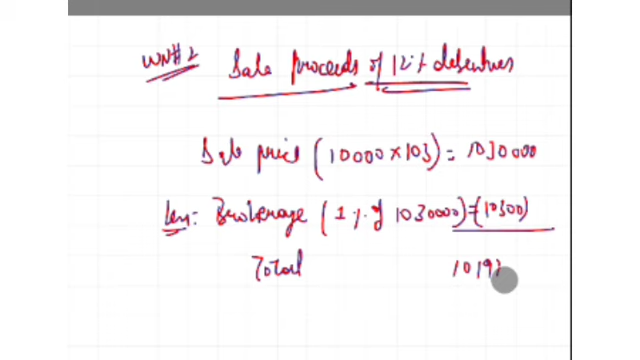 WN#2 Sale proceeds of 12% debentures
Sale price (10000×103) = 1030000
Less: Brokerage (1% of 1030000) = (10300)
Total 1019